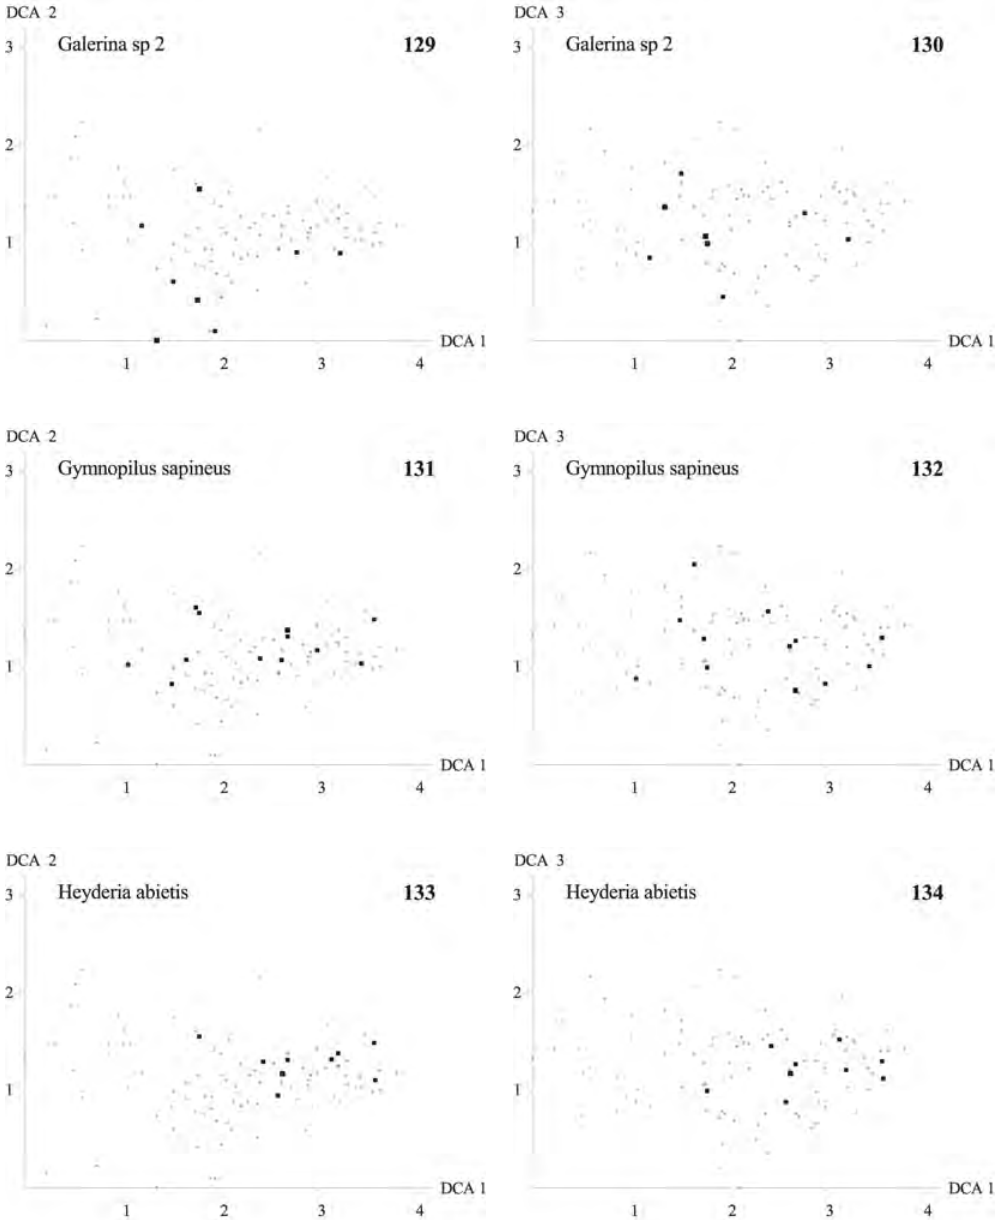 DCA 2
3
Galerina sp 2
129
2
1
DCA 1
1 2 3 4
DCA 3
3
Galerina sp 2
130
2
1
DCA 1
1 2 3 4
DCA 2
3
Gymnopilus sapineus
131
2
1
DCA 1
1 2 3 4
DCA 3
3
Gymnopilus sapineus
132
2
1
DCA 1
1 2 3 4
DCA 2
3
Heyderia abietis
133
2
1
DCA 1
1 2 3 4
DCA 3
3
Heyderia abietis
134
2
1
DCA 1
1 2 3 4